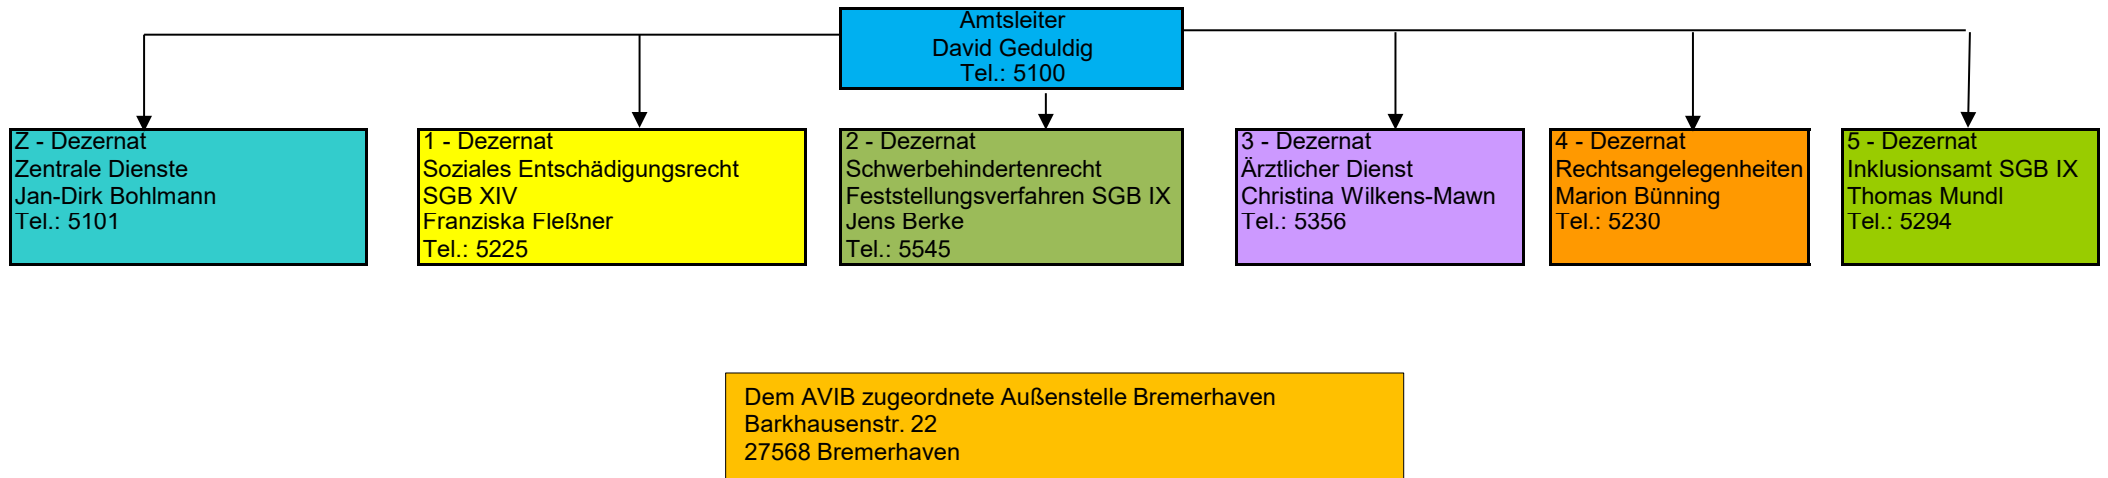 Amtsleiter
David Geduldig
Tel.: 5100
Z - Dezernat
Zentrale Dienste
Jan-Dirk Bohlmann
Tel.: 5101
1 - Dezernat
Soziales Entschädigungsrecht
SGB XIV
Franziska Fleßner
Tel.: 5225
2 - Dezernat
Schwerbehindertenrecht
Feststellungsverfahren SGB IX
Jens Berke
Tel.: 5545
3 - Dezernat
Ärztlicher Dienst
Christina Wilkens-Mawn
Tel.: 5356
4 - Dezernat
Rechtsangelegenheiten
Marion Bünning
Tel.: 5230
5 - Dezernat
Inklusionsamt SGB IX
Thomas Mundl
Tel.: 5294
Dem AVIB zugeordnete Außenstelle Bremerhaven
Barkhausenstr. 22
27568 Bremerhaven